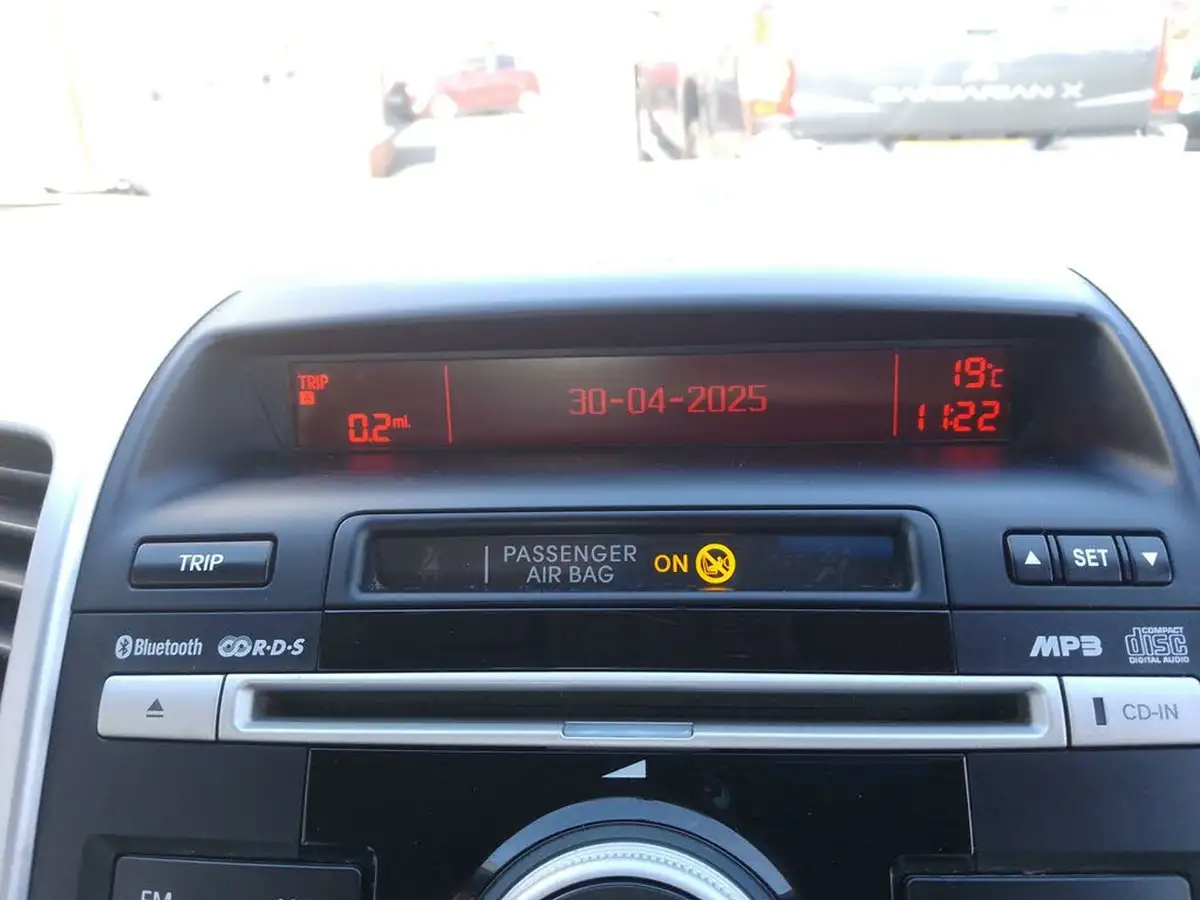 BARBARIAN X
TRIP
A
0.2 mi.
30-04-2025
19°C
11:22
TRIP
PASSENGER
AIR BAG
ON
SET
Bluetooth
R·D·S
MP3
COMPACT
disc
DIGITAL AUDIO
CD-IN
FM